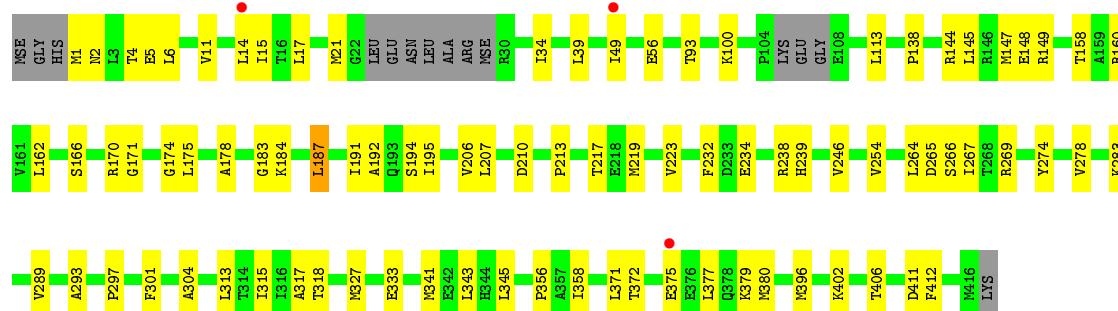 MSE GLY HIS M1 N2 L3 T4 E5 L6 V11 L14 I15 T16 L17 M21 G22 LEU GLU ASN LEU ALA ARG MSE R30 I34 L39 I49 E56 T93 K100 P104 LYS GLU GLY E108 L113 P138 R144 L145 R146 M147 E148 R149 T158 A159 R160
V161 L162 S166 R170 G171 G174 L175 A178 G183 K184 L187 I191 A192 Q193 S194 I195 V206 L207 D210 P213 T217 E218 M219 V223 F232 D233 E234 R238 H239 V246 V254 L264 D265 S266 I267 T268 R269 Y274 V278
V289 A293 P297 F301 A304 L313 T314 I315 I316 A317 T318 M327 E333 M341 E342 L343 H344 L345 P356 A357 I358 L371 T372 E375 E376 L377 Q378 K379 M380 M396 K402 T406 D411 F412 M416 LYS